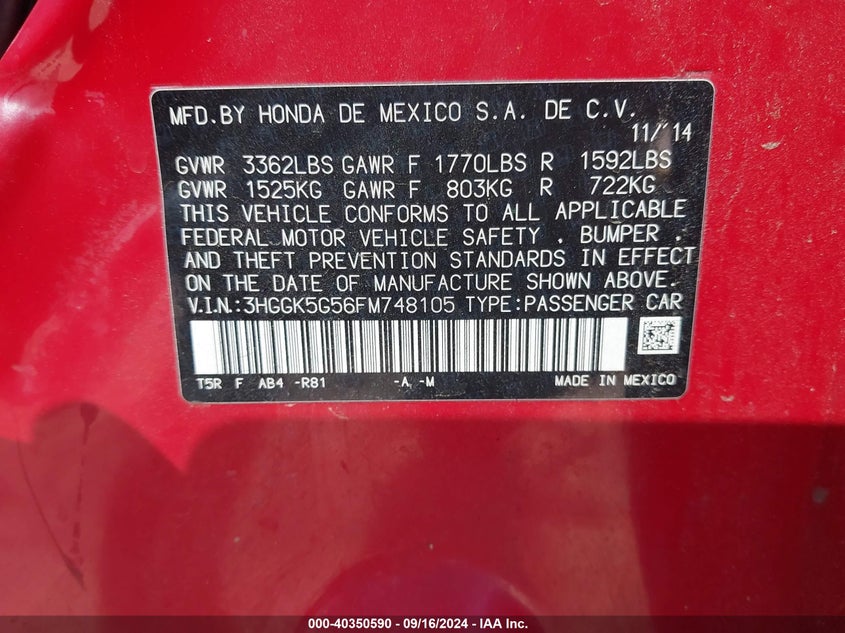 MFD.BY HONDA DE MEXICO S.A. DE C.V.
11/'14
GVWR 3362LBS GAWR F 1770LBS R 1592LBS
GVWR 1525KG GAWR F 803KG R 722KG
THIS VEHICLE CONFORMS TO ALL APPLICABLE
FEDERAL MOTOR VEHICLE SAFETY , BUMPER ,
AND THEFT PREVENTION STANDARDS IN EFFECT
ON THE DATE OF MANUFACTURE SHOWN ABOVE.
V.I.N.:3HGGK5G56FM748105 TYPE:PASSENGER CAR
T5R F AB4 -R81 -A, -M MADE IN MEXICO
000-40350590 - 09/16/2024 - IAA Inc.